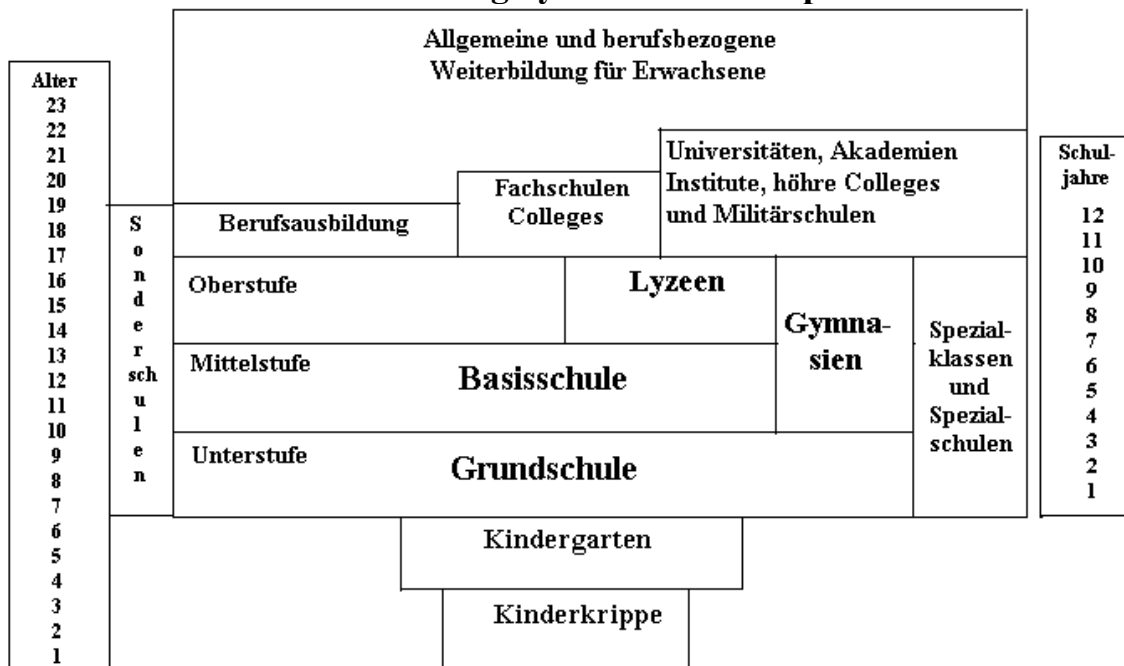 Allgemeine und berufsbezogene
Weiterbildung für Erwachsene
Alter
23
22
21
20
19
18
17
16
15
14
13
12
11
10
9
8
7
6
5
4
3
2
1
S
o
n
d
e
r
sch
u
l
e
n
Universitäten, Akademien
Institute, höhre Colleges
und Militärschulen
Fachschulen
Colleges
Berufsausbildung
Oberstufe
Lyzeen
Gymna-
sien
Spezial-
klassen
und
Spezial-
schulen
Mittelstufe
Basisschule
Unterstufe
Grundschule
Kindergarten
Kinderkrippe
Schul-
jahre
12
11
10
9
8
7
6
5
4
3
2
1